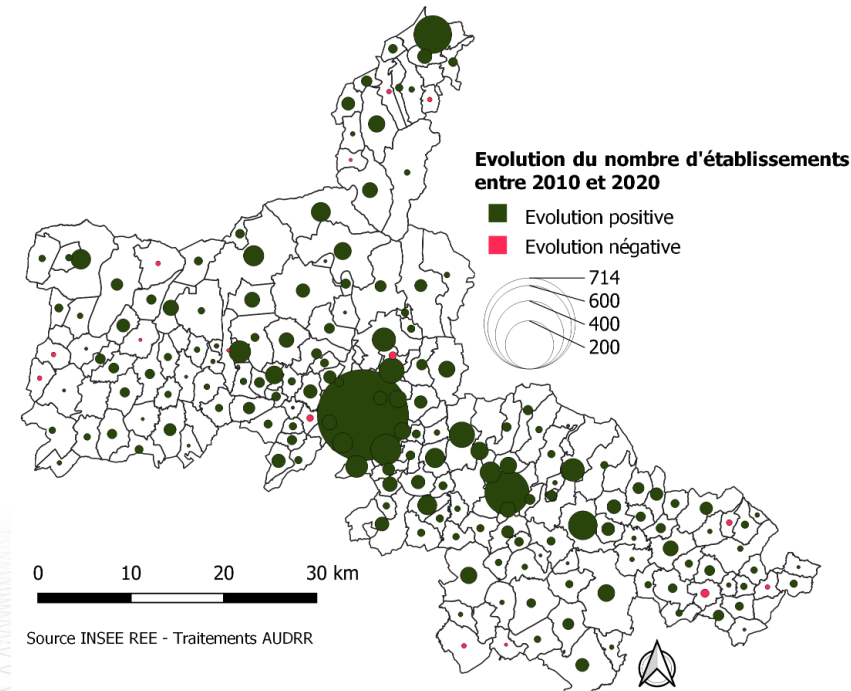 Evolution du nombre d'établissements
entre 2010 et 2020
Evolution positive
Evolution négative
714
600
400
200
0 10 20 30 km
Source INSEE REE - Traitements AUDRR